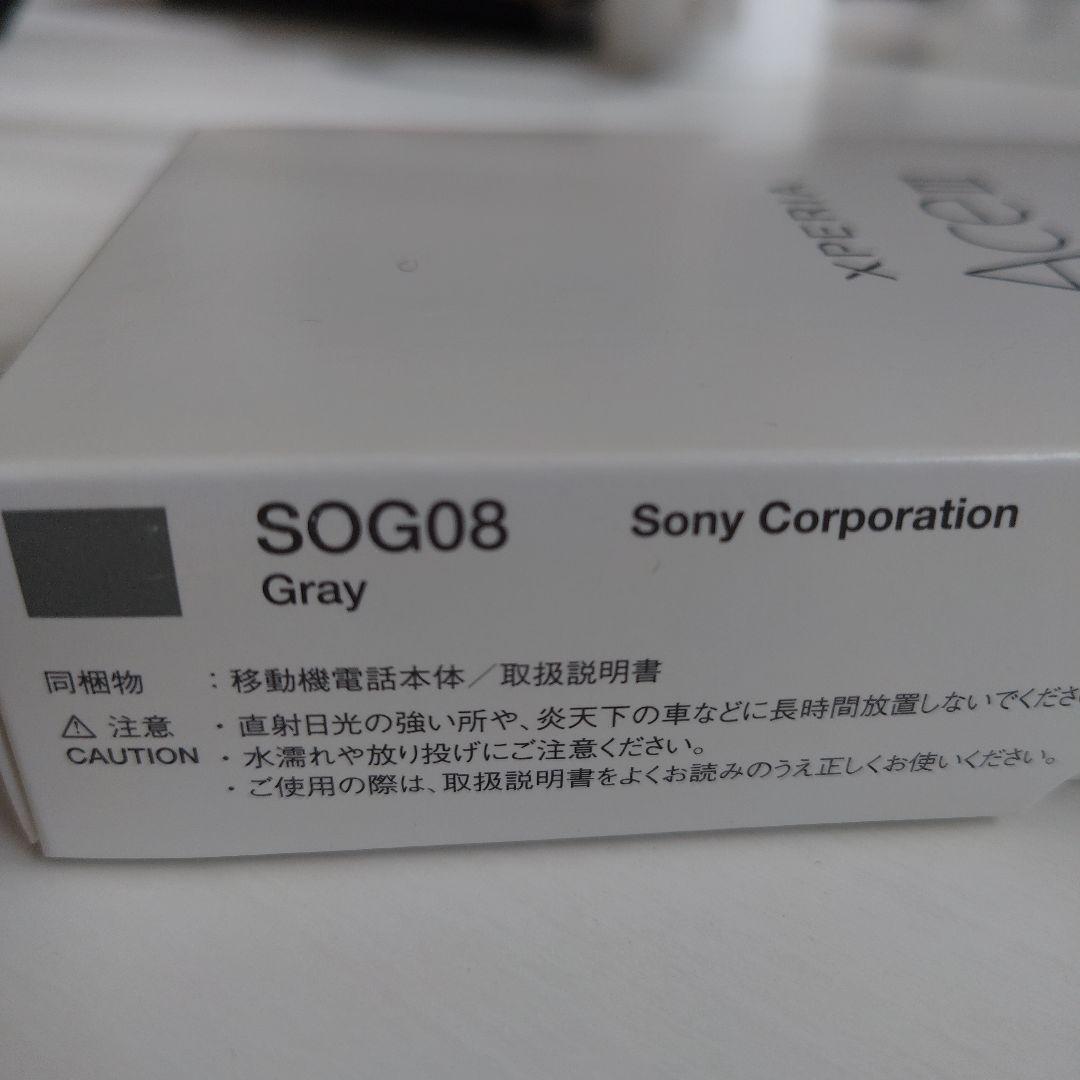 XPERIA
Ace III
SOG08
Sony Corporation
Gray
同梱物 : 移動機電話本体／取扱説明書
⚠ 注意 ・直射日光の強い所や、炎天下の車などに長時間放置しないでくださ
CAUTION ・水濡れや放り投げにご注意ください。
・ご使用の際は、取扱説明書をよくお読みのうえ正しくお使いください。